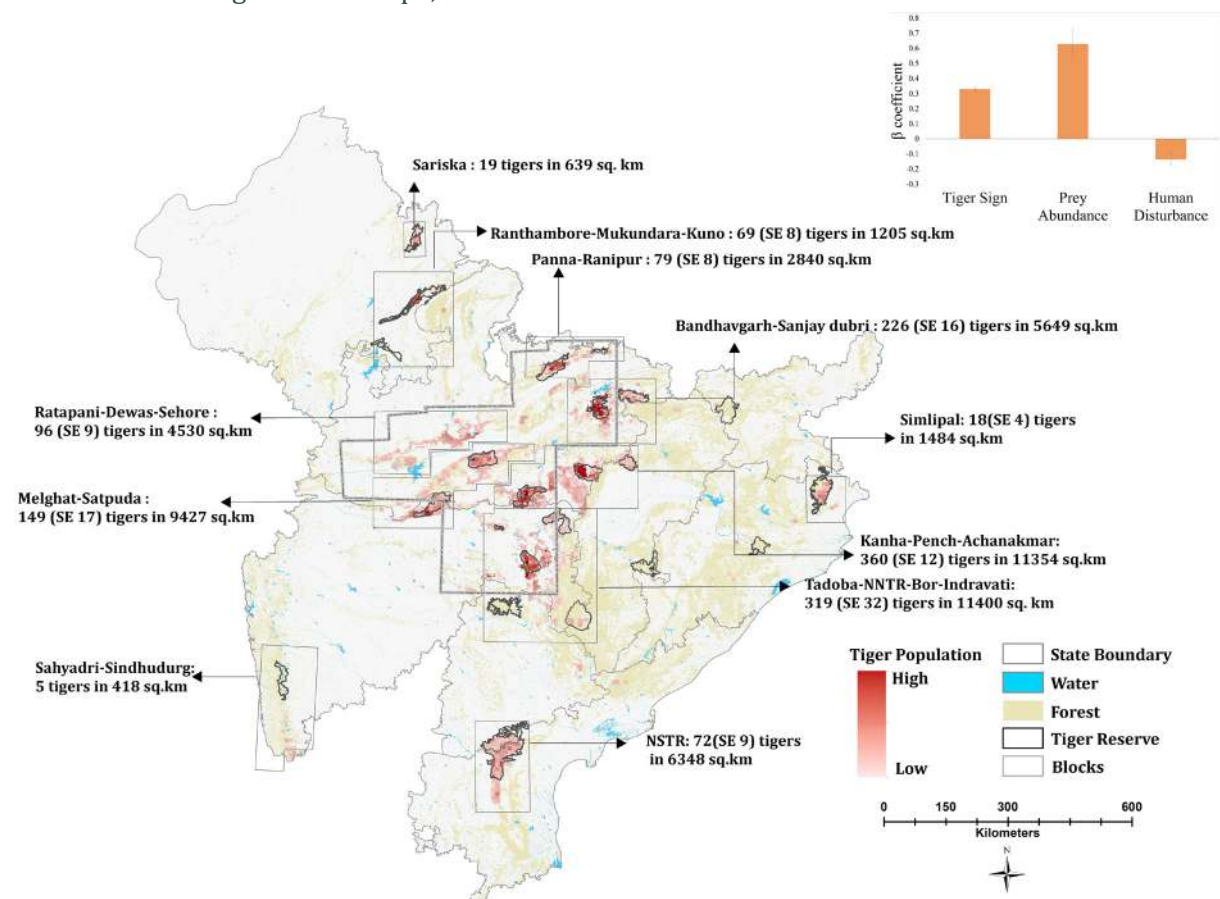 0.8
0.7
0.6
0.5
0.4
0.3
0.2
0.1
0
-0.1
-0.2
-0.3
β coefficient
Tiger Sign
Prey
Abundance
Human
Disturbance
Sariska : 19 tigers in 639 sq. km
Ranthambore-Mukundara-Kuno : 69 (SE 8) tigers in 1205 sq.km
Panna-Ranipur : 79 (SE 8) tigers in 2840 sq.km
Bandhavgarh-Sanjay dubri : 226 (SE 16) tigers in 5649 sq.km
Ratapani-Dewas-Sehore :
96 (SE 9) tigers in 4530 sq.km
Simlipal: 18(SE 4) tigers
in 1484 sq.km
Melghat-Satpuda :
149 (SE 17) tigers in 9427 sq.km
Kanha-Pench-Achanakmar:
360 (SE 12) tigers in 11354 sq.km
Tadoba-NNTR-Bor-Indravati:
319 (SE 32) tigers in 11400 sq. km
Sahyadri-Sindhudurg:
5 tigers in 418 sq.km
NSTR: 72(SE 9) tigers
in 6348 sq.km
Tiger Population
High
Low
State Boundary
Water
Forest
Tiger Reserve
Blocks
0 150 300 600
Kilometers
N